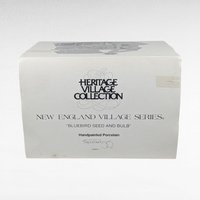 HERITAGE
VILLAGE
COLLECTION
NEW ENGLAND VILLAGE SERIES®
"BLUEBIRD SEED AND BULB"
Handpainted Porcelain